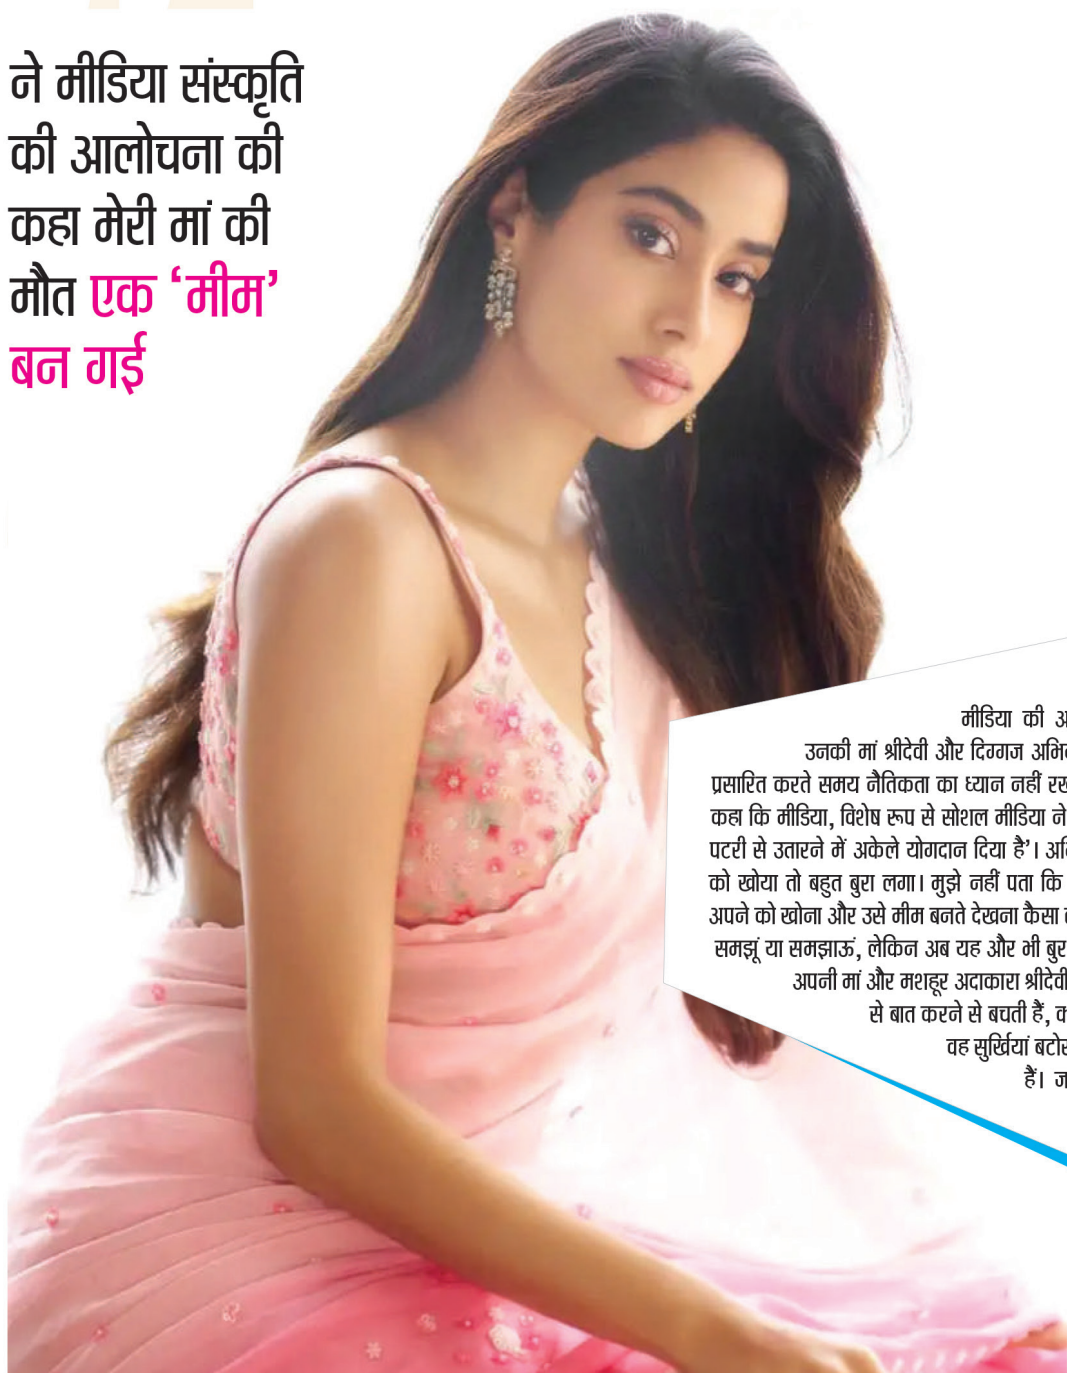 ने मीडिया संस्कृति
की आलोचना की
कहा मेरी मां की
मौत एक ‘मीम’
बन गई
मीडिया की
उनकी मां श्रीदेवी और दिग्गज
प्रसारित करते समय नैतिकता का ध्यान नहीं
कहा कि मीडिया, विशेष रूप से सोशल मीडिया ने
पटरी से उतारने में अकेले योगदान दिया है’।
को खोया तो बहुत बुरा लगा। मुझे नहीं पता कि
अपने को खोना और उसे मीम बनते देखना कैसा
समझूं या समझाऊं, लेकिन अब यह और भी
अपनी मां और मशहूर अदाकारा श्रीदेवी
से बात करने से बचती हैं,
वह सुर्खियां
हैं।